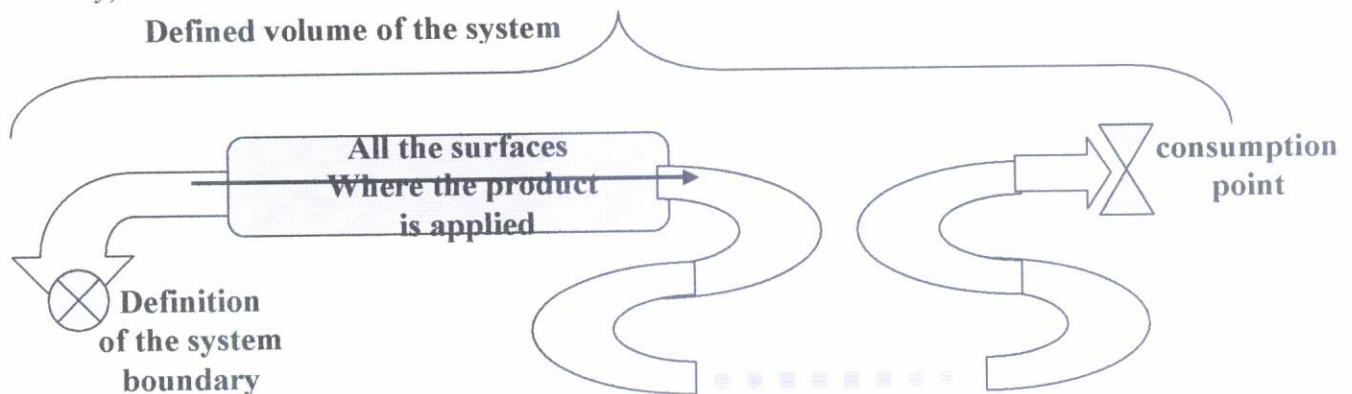 Defined volume of the system
All the surfaces
Where the product
is applied
consumption
point
Definition
of the system
boundary